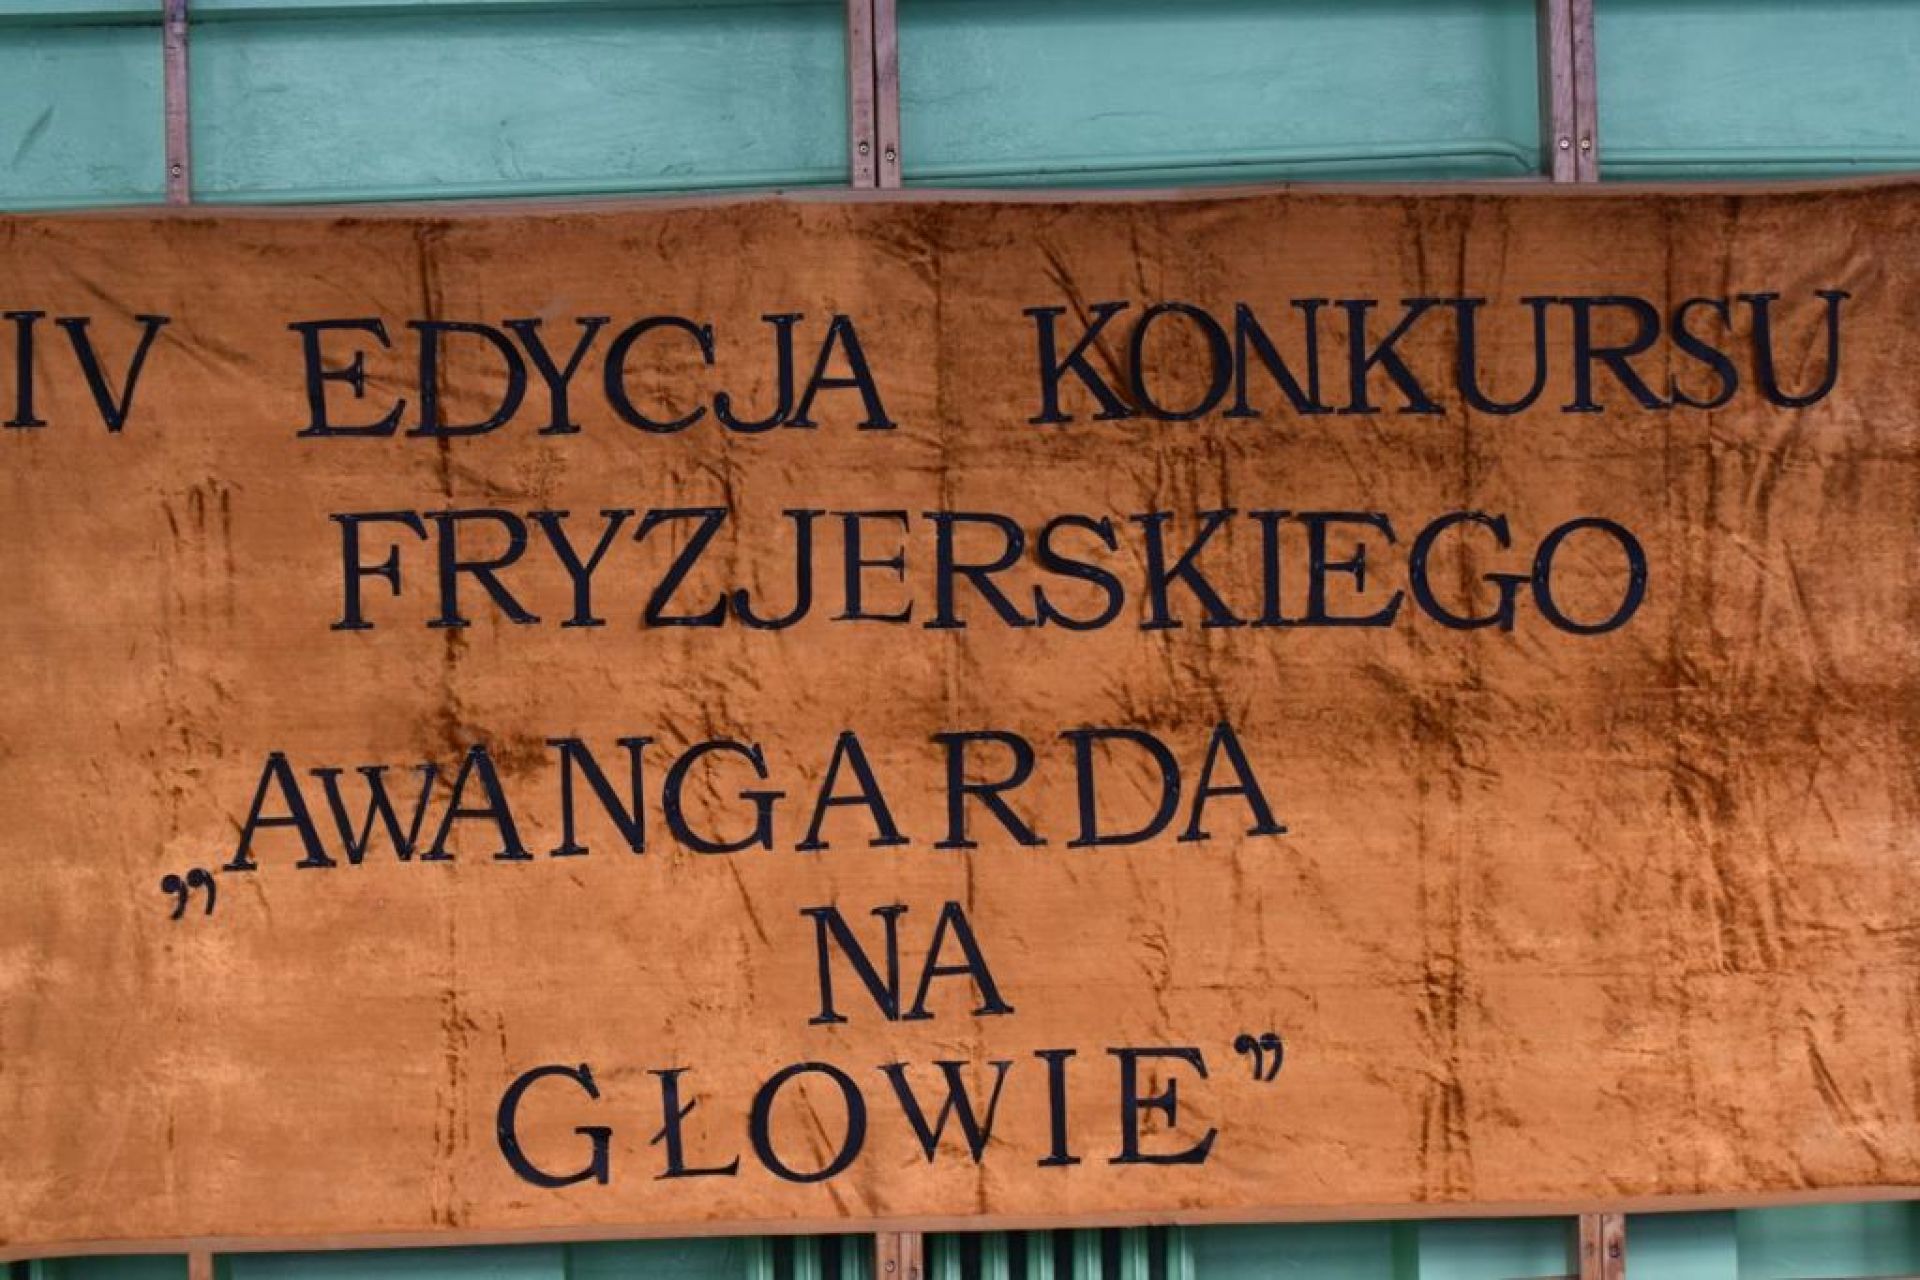 IV EDYCJA KONKURSU
FRYZJERSKIEGO
„AWANGARDA
NA
GŁOWIE”